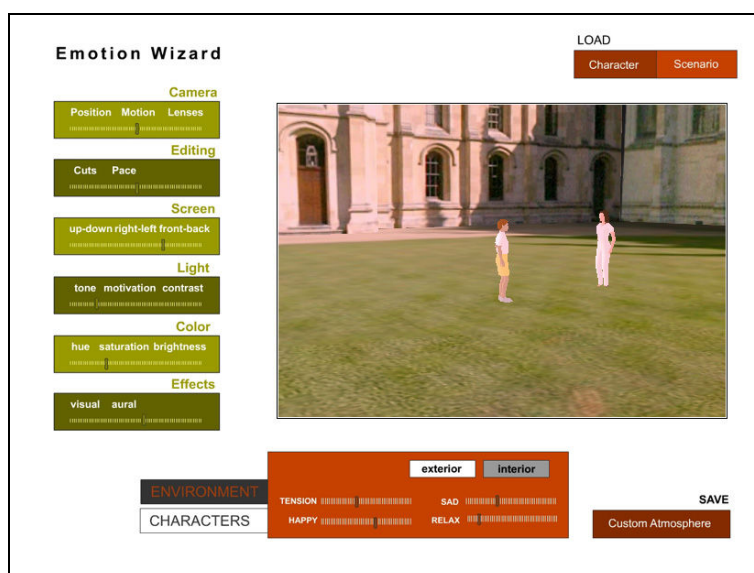 Emotion Wizard
LOAD
Character Scenario
Camera
Position Motion Lenses
Editing
Cuts Pace
Screen
up-down right-left front-back
Light
tone motivation contrast
Color
hue saturation brightness
Effects
visual aural
exterior interior
ENVIRONMENT
CHARACTERS
TENSION SAD
HAPPY RELAX
SAVE
Custom Atmosphere